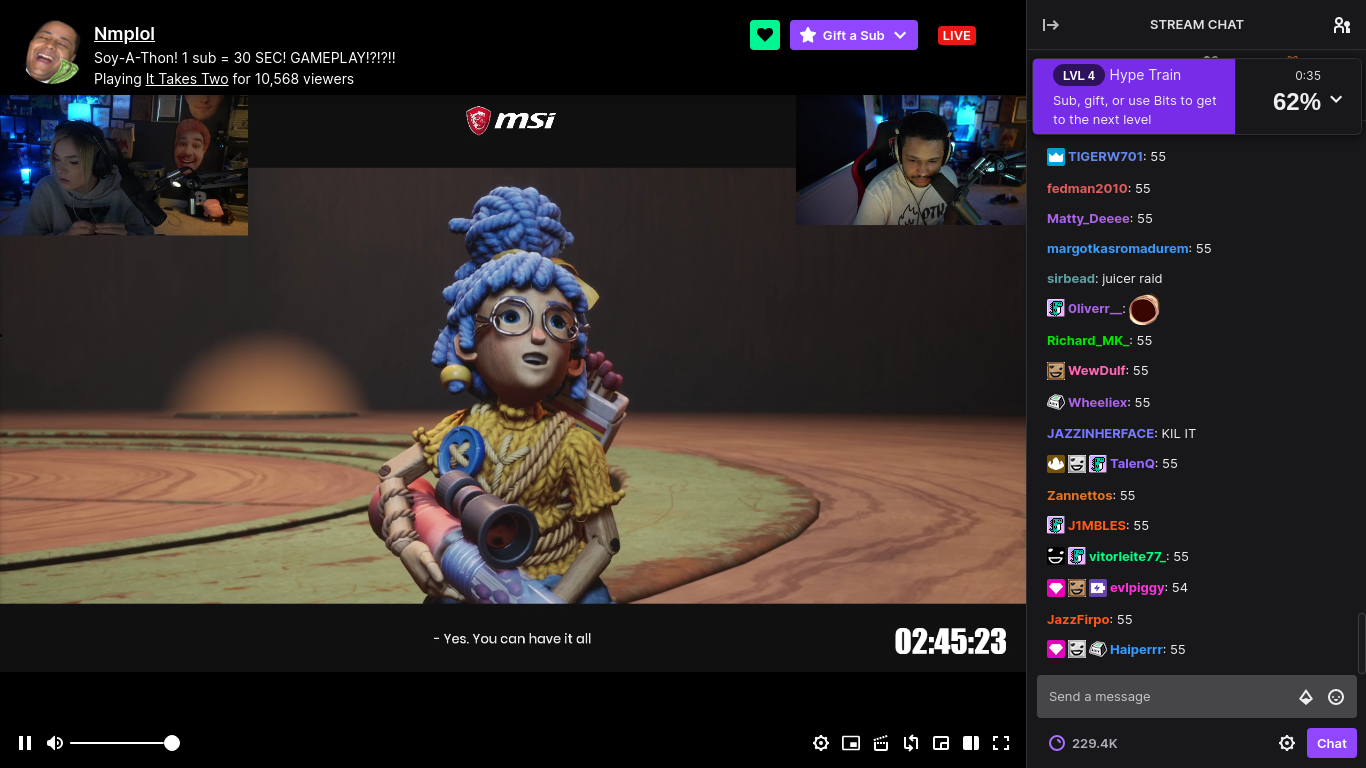 Nmplol
Soy-A-Thon! 1 sub = 30 SEC! GAMEPLAY!?!?!!
Playing It Takes Two for 10,568 viewers
Gift a Sub
LIVE
msi
- Yes. You can have it all
02:45:23
STREAM CHAT
LVL 4 Hype Train
Sub, gift, or use Bits to get
to the next level
0:35
62%
TIGERW701: 55
fedman2010: 55
Matty_Deeee: 55
margotkasromadurem: 55
sirbead: juicer raid
0liverr__:
Richard_MK_: 55
WewDulf: 55
Wheeliex: 55
JAZZINHERFACE: KIL IT
TalenQ: 55
Zannettos: 55
J1MBLES: 55
vitorleite77_: 55
evlpiggy: 54
JazzFirpo: 55
Haiperrr: 55
Send a message
229.4K
Chat